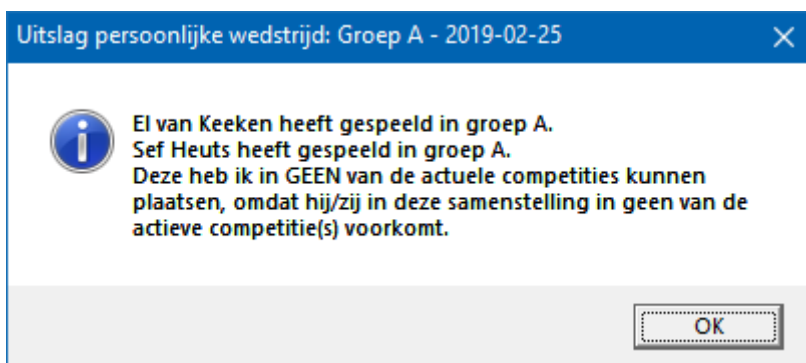 Uitslag persoonlijke wedstrijd: Groep A - 2019-02-25
El van Keeken heeft gespeeld in groep A.
Sef Heuts heeft gespeeld in groep A.
Deze heb ik in GEEN van de actuele competities kunnen
plaatsen, omdat hij/zij in deze samenstelling in geen van de
actieve competitie(s) voorkomt.
OK